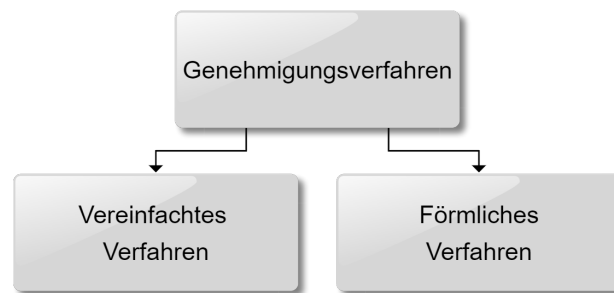 Genehmigungsverfahren
Vereinfachtes
Verfahren
Förmliches
Verfahren